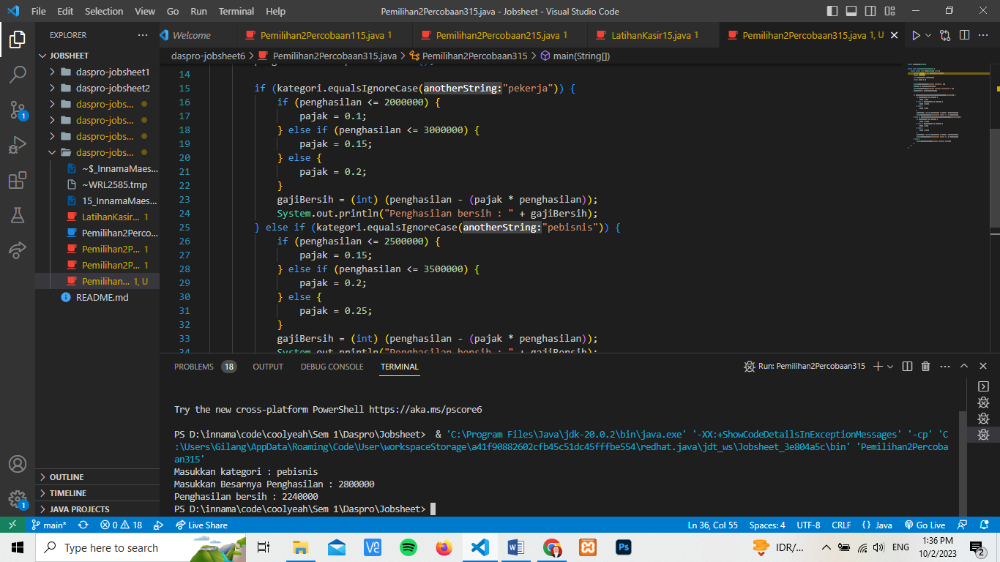 File Edit Selection View Go Run Terminal Help Pemilihan2Percobaan315.java - Jobsheet - Visual Studio Code
EXPLORER
Welcome Pemilihan2Percobaan115.java 1 Pemilihan2Percobaan215.java 1 LatihanKasir15.java 1 Pemilihan2Percobaan315.java 1, U
JOBSHEET
daspro-jobsheet1
daspro-jobsheet2
daspro-jobs...
daspro-jobs...
daspro-jobs...
daspro-jobs...
~$_InnamaMaes...
~WRL2585.tmp
15_InnamaMaes...
LatihanKasir... 1
Pemilihan2Perco...
Pemilihan2P... 1
Pemilihan2P... 1
Pemilihan... 1, U
README.md
OUTLINE
TIMELINE
JAVA PROJECTS
daspro-jobsheet6 > Pemilihan2Percobaan315.java > Pemilihan2Percobaan315 > main(String[])
14
15 if (kategori.equalsIgnoreCase(anotherString:"pekerja")) {
16 if (penghasilan <= 2000000) {
17 pajak = 0.1;
18 } else if (penghasilan <= 3000000) {
19 pajak = 0.15;
20 } else {
21 pajak = 0.2;
22 }
23 gajiBersih = (int) (penghasilan - (pajak * penghasilan));
24 System.out.println("Penghasilan bersih : " + gajiBersih);
25 } else if (kategori.equalsIgnoreCase(anotherString:"pebisnis")) {
26 if (penghasilan <= 2500000) {
27 pajak = 0.15;
28 } else if (penghasilan <= 3500000) {
29 pajak = 0.2;
30 } else {
31 pajak = 0.25;
32 }
33 gajiBersih = (int) (penghasilan - (pajak * penghasilan));
34 System.out.println("Penghasilan bersih : " + gajiBersih);
PROBLEMS 18 OUTPUT DEBUG CONSOLE TERMINAL Run: Pemilihan2Percobaan315
Try the new cross-platform PowerShell https://aka.ms/pscore6
PS D:\innama\code\coolyeah\Sem 1\Daspro\Jobsheet> & 'C:\Program Files\Java\jdk-20.0.2\bin\java.exe' '-XX:+ShowCodeDetailsInExceptionMessages' '-cp' 'C
:\Users\Gilang\AppData\Roaming\Code\User\workspaceStorage\a41f90882602cfb45c51dc45fffbe554\redhat.java\jdt_ws\Jobsheet_3e804a5c\bin' 'Pemilihan2Percoba
an315'
Masukkan kategori : pebisnis
Masukkan Besarnya Penghasilan : 2800000
Penghasilan bersih : 2240000
PS D:\innama\code\coolyeah\Sem 1\Daspro\Jobsheet>
1
1
main* 0 18 Live Share Ln 36, Col 55 Spaces: 4 UTF-8 CRLF {} Java Go Live
Type here to search IDR/... ENG 1:36 PM
10/2/2023 2